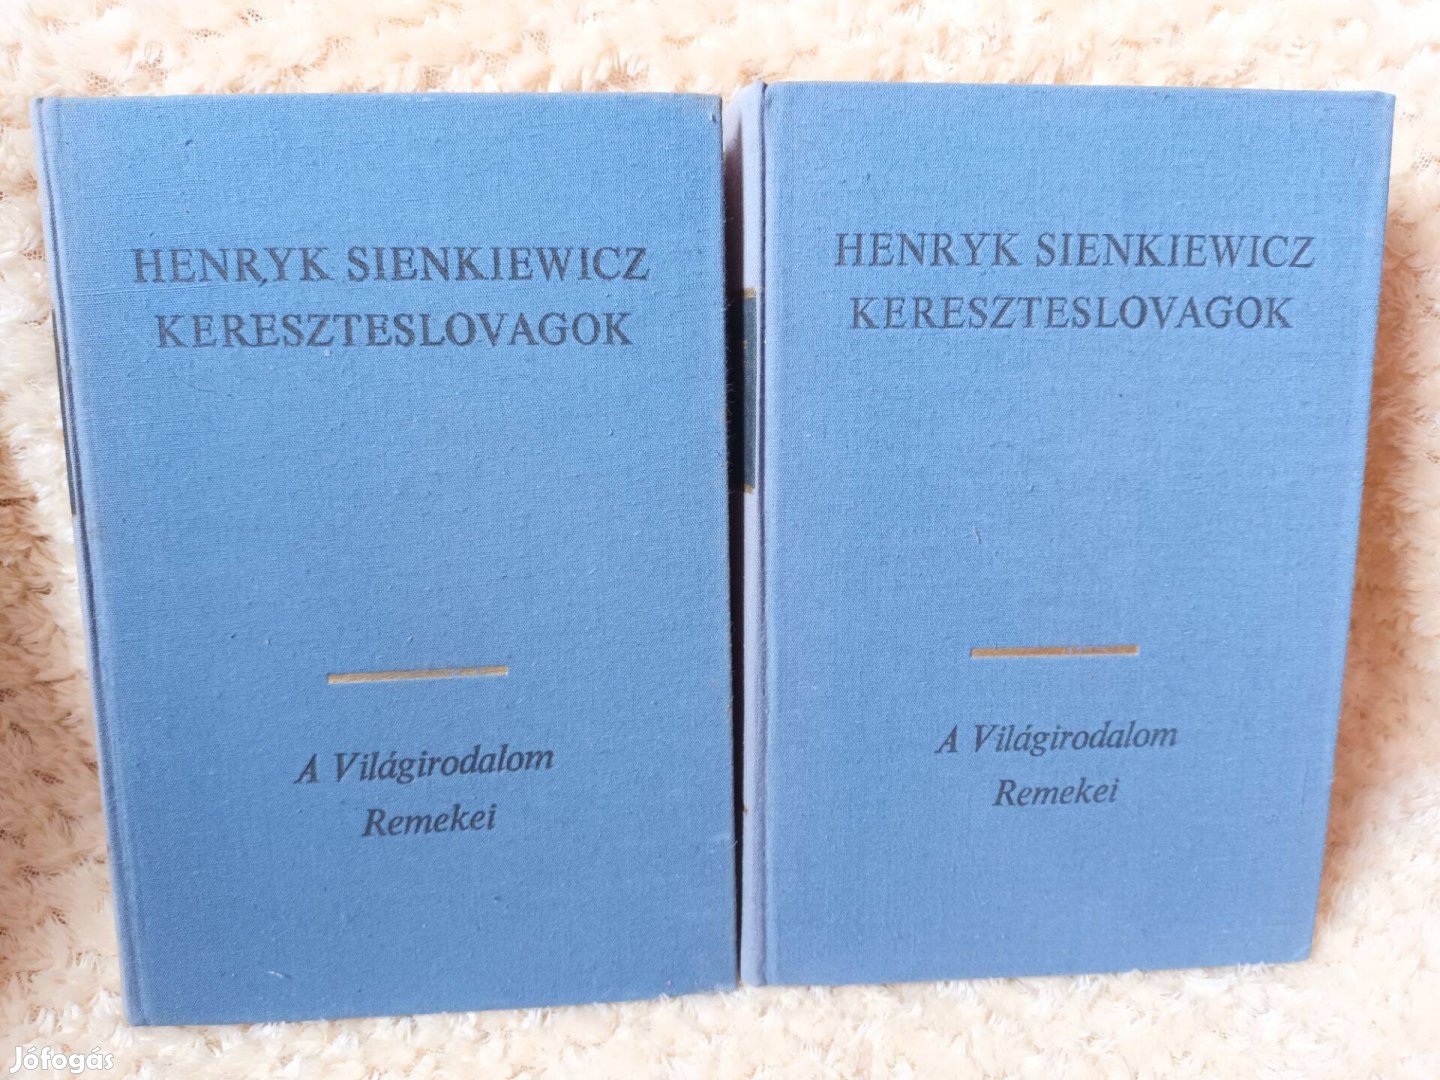 HENRYK SIENKIEWICZ
KERESZTESLOVAGOK
A Világirodalom
Remekei
HENRYK SIENKIEWICZ
KERESZTESLOVAGOK
A Világirodalom
Remekei
Jófogás